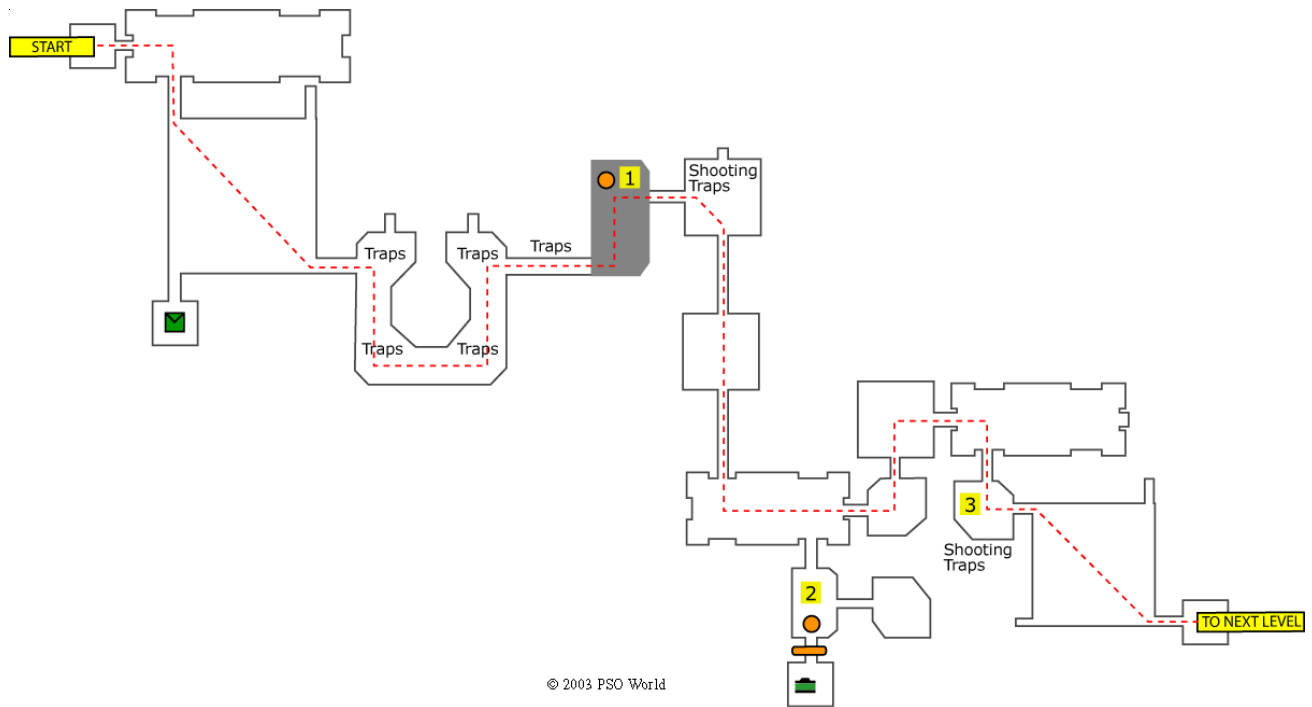 START
1
Shooting
Traps
Traps
Traps
Traps
Traps
Traps
3
Shooting
Traps
2
TO NEXT LEVEL
© 2003 PSO World